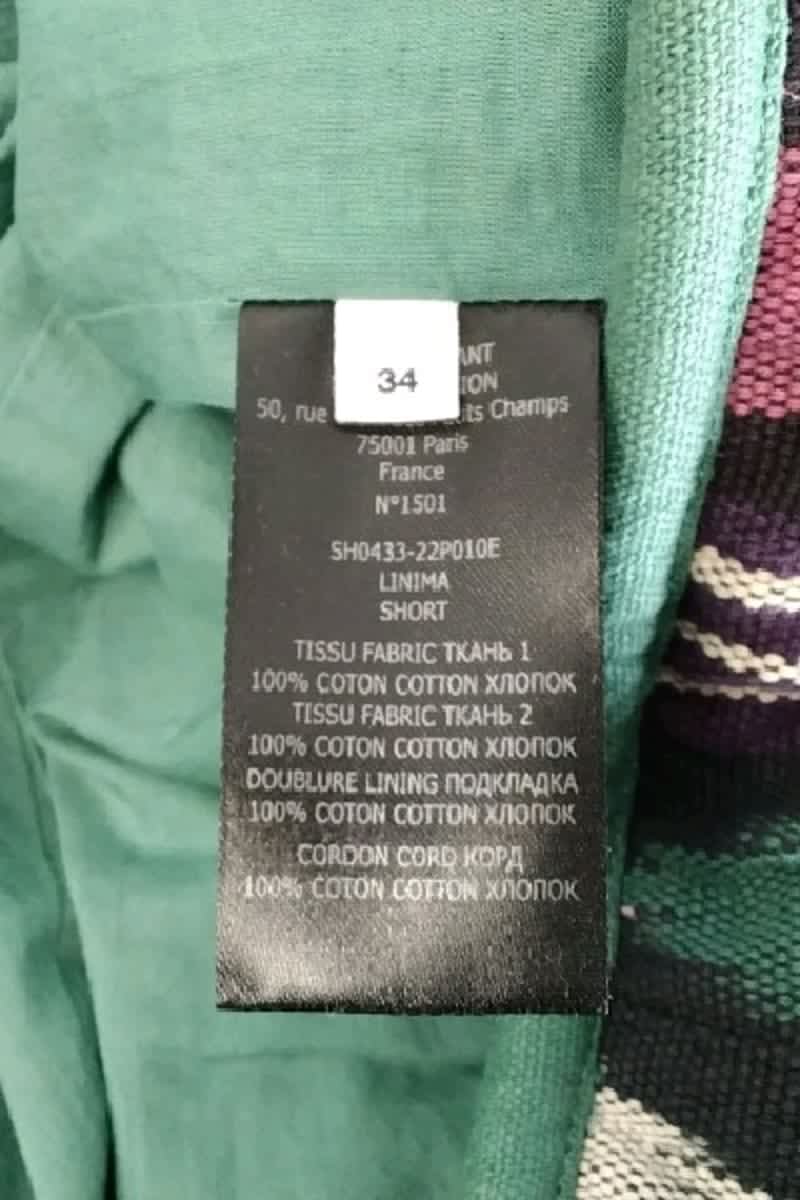 34
50, rue Champs
75001 Paris
France
N°1501
SH0433-22P010E
LINIMA
SHORT
TISSU FABRIC ТКАНЬ 1
100% COTON COTTON ХЛОПОК
TISSU FABRIC ТКАНЬ 2
100% COTON COTTON ХЛОПОК
DOUBLURE LINING ПОДКЛАДКА
100% COTON COTTON ХЛОПОК
CORDON CORD КОРД
100% COTON COTTON ХЛОПОК